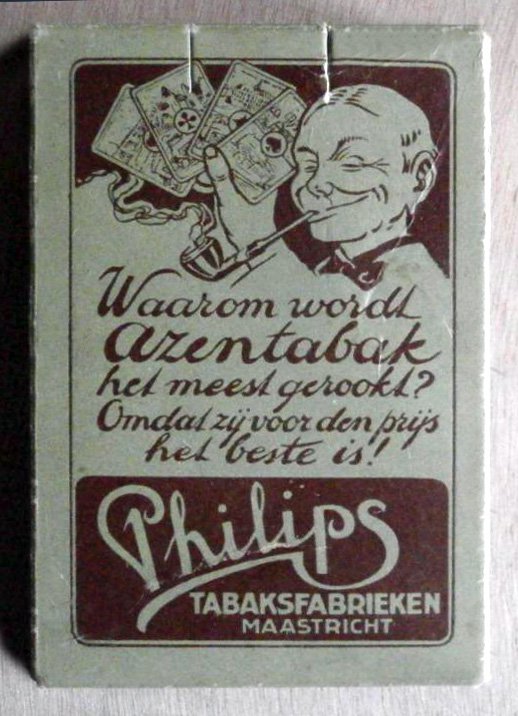 Waarom wordt
azentabak
het meest gerookt?
Omdat zij voor den prijs
het beste is!
Philips
TABAKSFABRIEKEN
MAASTRICHT